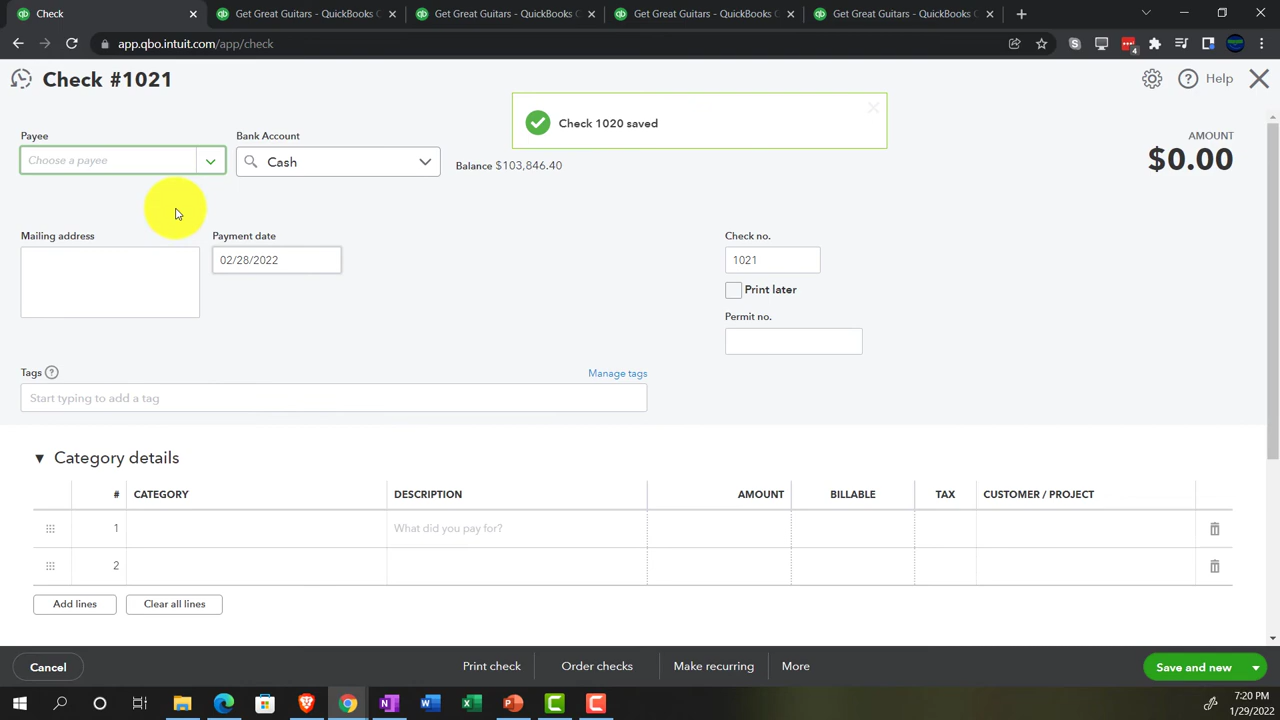 Check
Get Great Guitars - QuickBooks C
Get Great Guitars - QuickBooks C
Get Great Guitars - QuickBooks C
Get Great Guitars - QuickBooks C
app.qbo.intuit.com/app/check
4
Check #1021
Help
Check 1020 saved
Payee
Bank Account
AMOUNT
Choose a payee
Cash
Balance $103,846.40
$0.00
Mailing address
Payment date
Check no.
02/28/2022
1021
Print later
Permit no.
Tags
Manage tags
Start typing to add a tag
Category details
# CATEGORY DESCRIPTION AMOUNT BILLABLE TAX CUSTOMER / PROJECT
1 What did you pay for?
2
Add lines
Clear all lines
Cancel
Print check
Order checks
Make recurring
More
Save and new
7:20 PM
1/29/2022